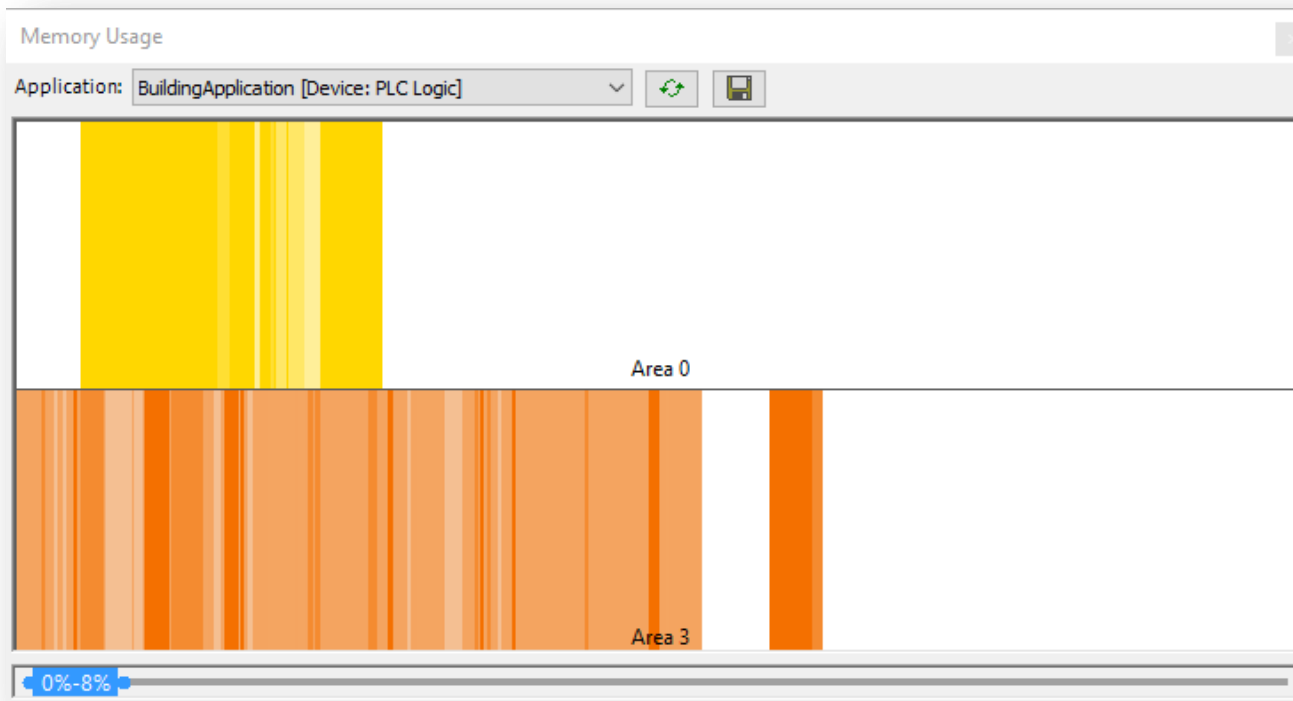 Memory Usage
Application: BuildingApplication [Device: PLC Logic]
Area 0
Area 3
0%-8%